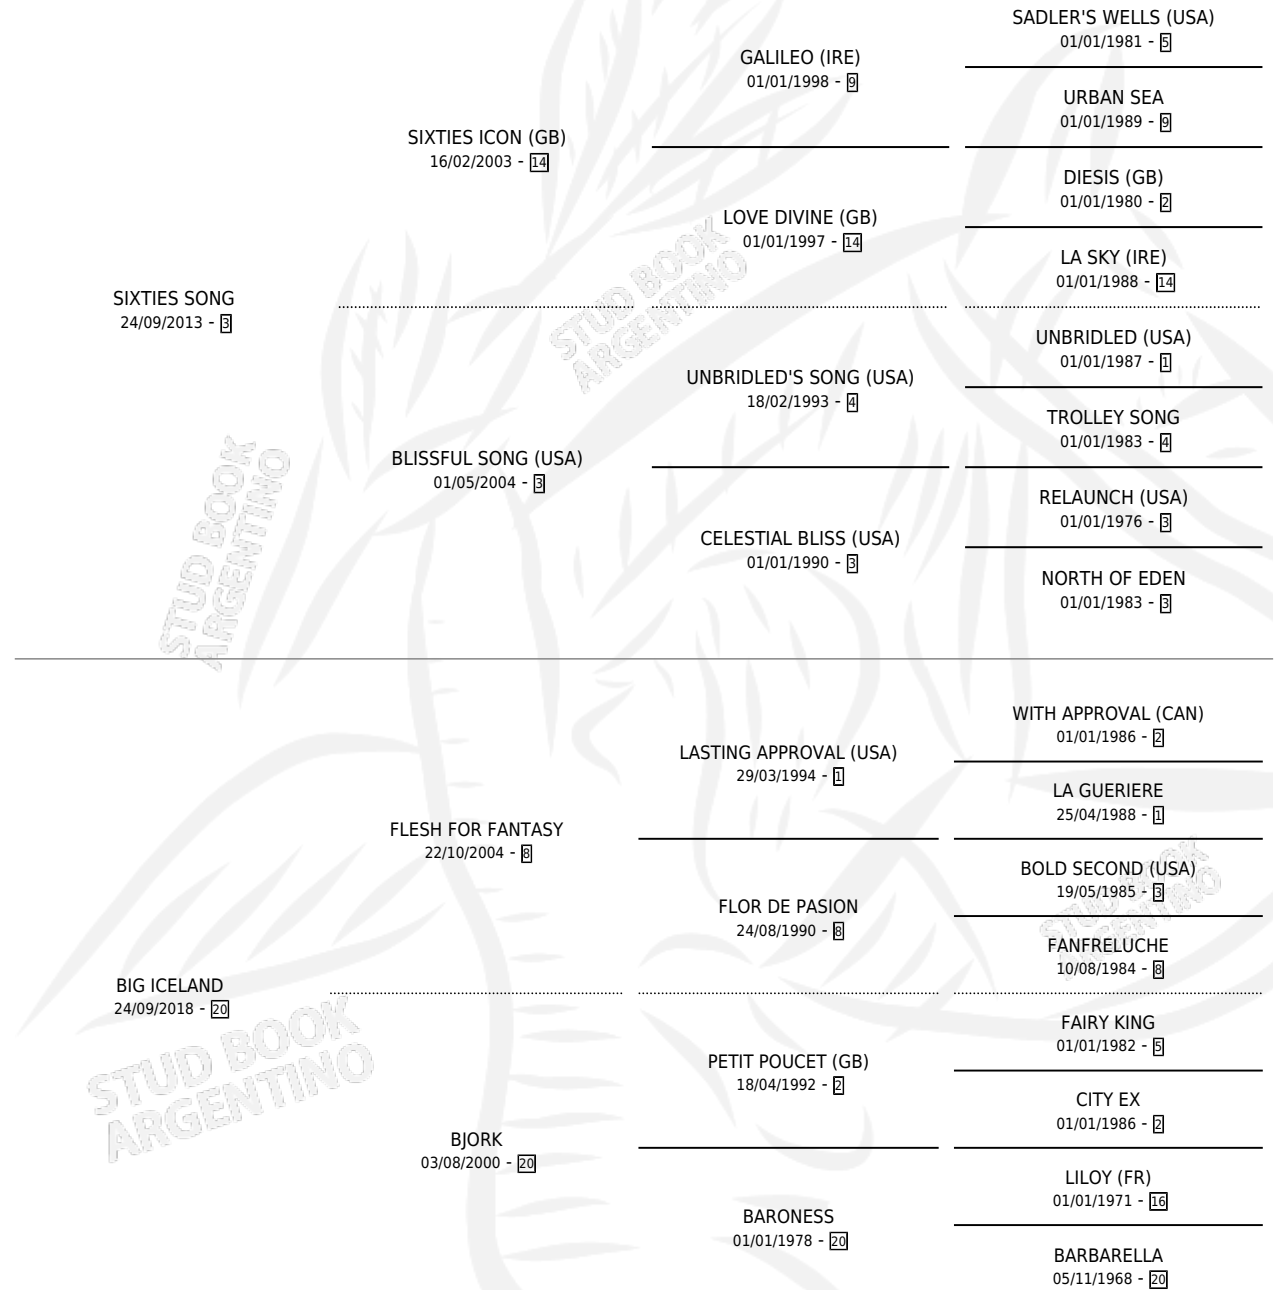 SADLER'S WELLS (USA)
01/01/1981 - 5
GALILEO (IRE)
01/01/1998 - 9
URBAN SEA
01/01/1989 - 9
SIXTIES ICON (GB)
16/02/2003 - 14
DIESIS (GB)
01/01/1980 - 2
LOVE DIVINE (GB)
01/01/1997 - 14
LA SKY (IRE)
01/01/1988 - 14
SIXTIES SONG
24/09/2013 - 3
UNBRIDLED (USA)
01/01/1987 - 1
UNBRIDLED'S SONG (USA)
18/02/1993 - 4
TROLLEY SONG
01/01/1983 - 4
BLISSFUL SONG (USA)
01/05/2004 - 3
RELAUNCH (USA)
01/01/1976 - 3
CELESTIAL BLISS (USA)
01/01/1990 - 3
NORTH OF EDEN
01/01/1983 - 3
WITH APPROVAL (CAN)
01/01/1986 - 2
LASTING APPROVAL (USA)
29/03/1994 - 1
LA GUERIERE
25/04/1988 - 1
FLESH FOR FANTASY
22/10/2004 - 8
BOLD SECOND (USA)
19/05/1985 - 3
FLOR DE PASION
24/08/1990 - 8
FANFRELUCHE
10/08/1984 - 8
BIG ICELAND
24/09/2018 - 20
FAIRY KING
01/01/1982 - 5
PETIT POUCET (GB)
18/04/1992 - 2
CITY EX
01/01/1986 - 2
BJORK
03/08/2000 - 20
LILOY (FR)
01/01/1971 - 16
BARONESS
01/01/1978 - 20
BARBARELLA
05/11/1968 - 20
STUD BOOK
ARGENTINO
STUD BOOK
ARGENTINO
STUD BOOK
ARGENTINO
STUD BOOK
ARGENTINO